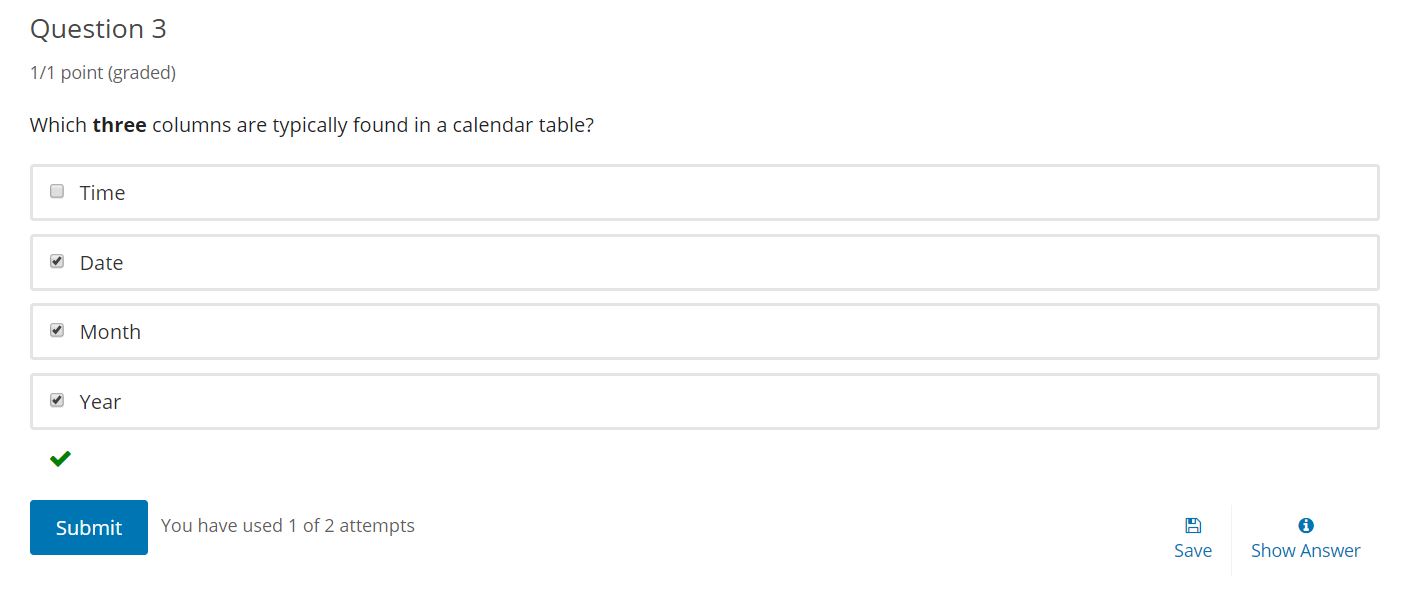 Question 3
1/1 point (graded)
Which three columns are typically found in a calendar table?
Time
Date
Month
Year
Submit You have used 1 of 2 attempts
Save Show Answer